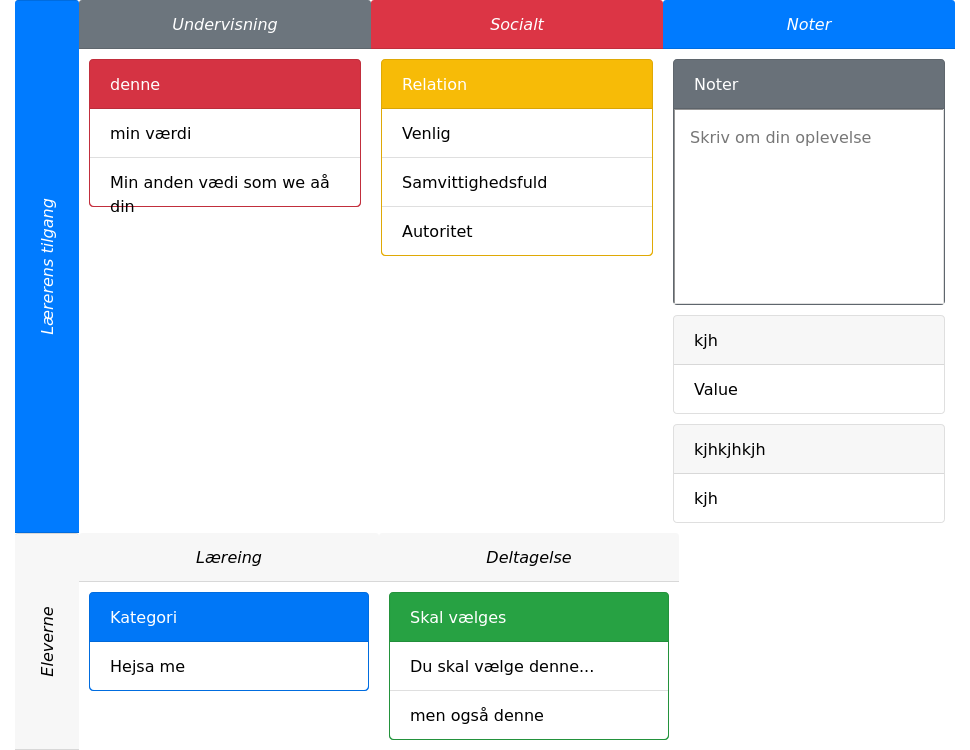 Undervisning
Socialt
Noter
Lærerens tilgang
denne
min værdi
Min anden vædi som we aå
din
Relation
Venlig
Samvittighedsfuld
Autoritet
Noter
Skriv om din oplevelse
kjh
Value
kjhkjhkjh
kjh
Eleverne
Læreing
Deltagelse
Kategori
Hejsa me
Skal vælges
Du skal vælge denne...
men også denne